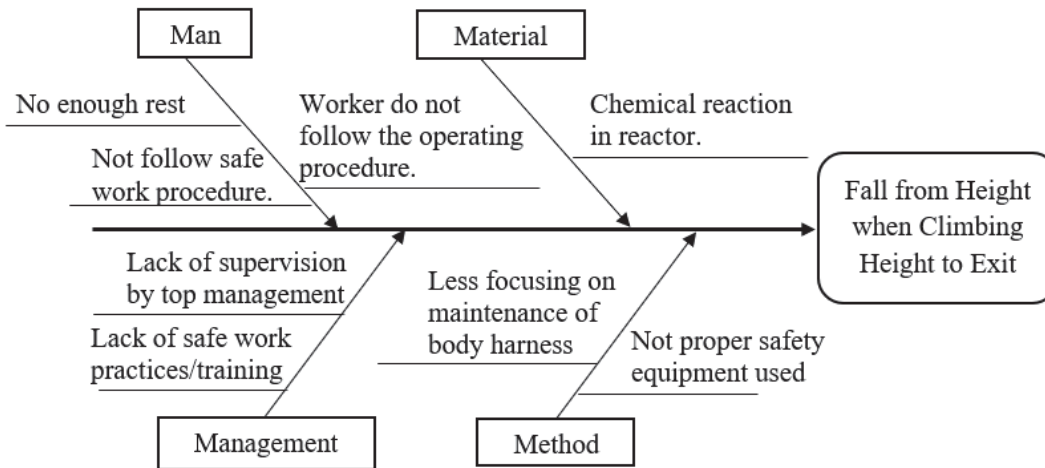 Man
Material
No enough rest
Not follow safe
work procedure.
Worker do not
follow the operating
procedure.
Chemical reaction
in reactor.
Fall from Height
when Climbing
Height to Exit
Lack of supervision
by top management
Lack of safe work
practices/training
Less focusing on
maintenance of
body harness
Not proper safety
equipment used
Management
Method